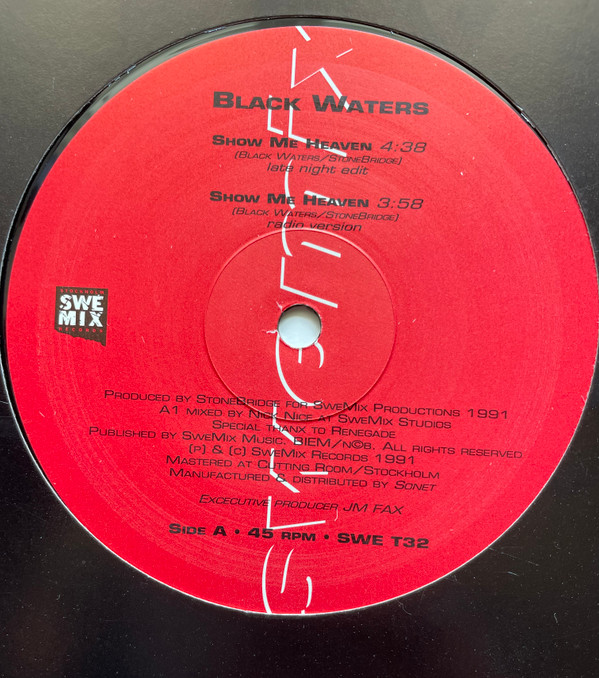 BLACK WATERS
SHOW ME HEAVEN 4:38
(BLACK WATERS/STONEBRIDGE)
late night edit
SHOW ME HEAVEN 3:58
(BLACK WATERS/STONEBRIDGE)
radio version
STOCKHOLM
SWE
MIX
RECORDS
PRODUCED BY STONEBRIDGE FOR SWEMIX PRODUCTIONS 1991
A1 MIXED BY NICK NICE AT SWEMIX STUDIOS
SPECIAL THANX TO RENEGADE
PUBLISHED BY SWEMIX MUSIC. BIEM/N©B. ALL RIGHTS RESERVED
(P) & (C) SWEMIX RECORDS 1991
MASTERED AT CUTTING ROOM/STOCKHOLM
MANUFACTURED & DISTRIBUTED BY SONET
EXCECUTIVE PRODUCER JM FAX
SIDE A • 45 RPM • SWE T32